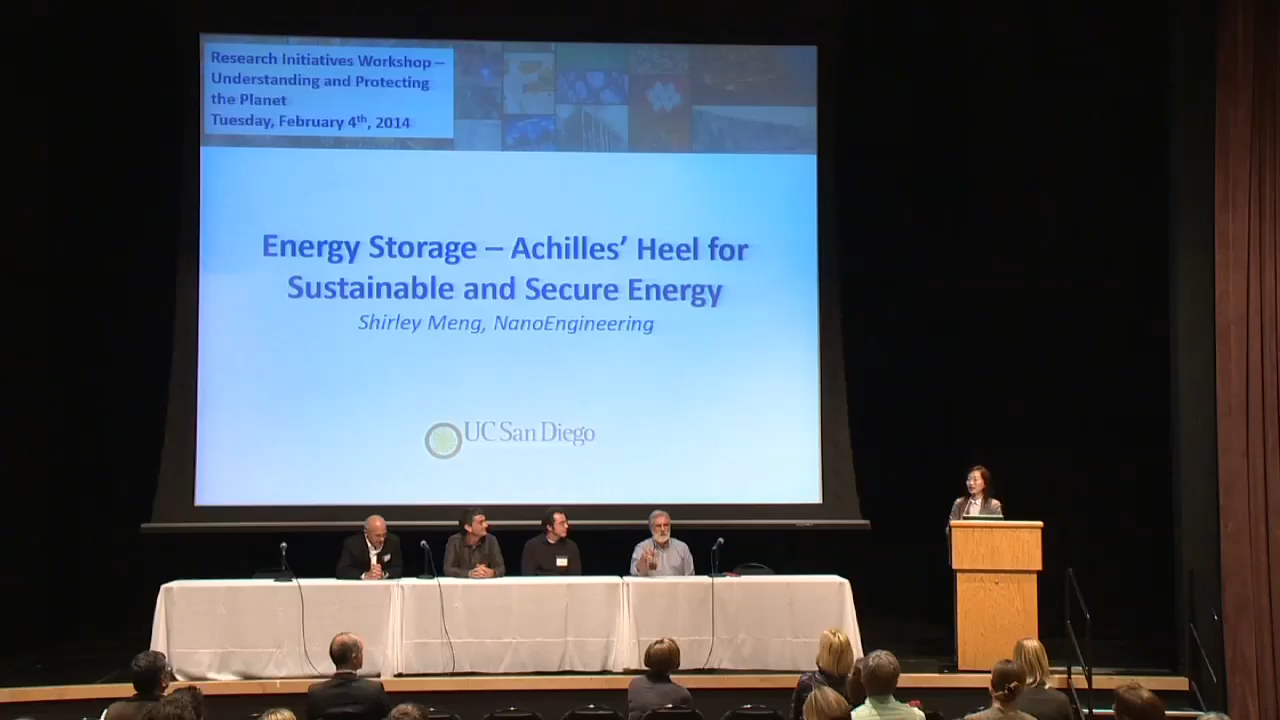 Research Initiatives Workshop –
Understanding and Protecting
the Planet
Tuesday, February 4th, 2014
Energy Storage – Achilles’ Heel for
Sustainable and Secure Energy
Shirley Meng, NanoEngineering
UC San Diego